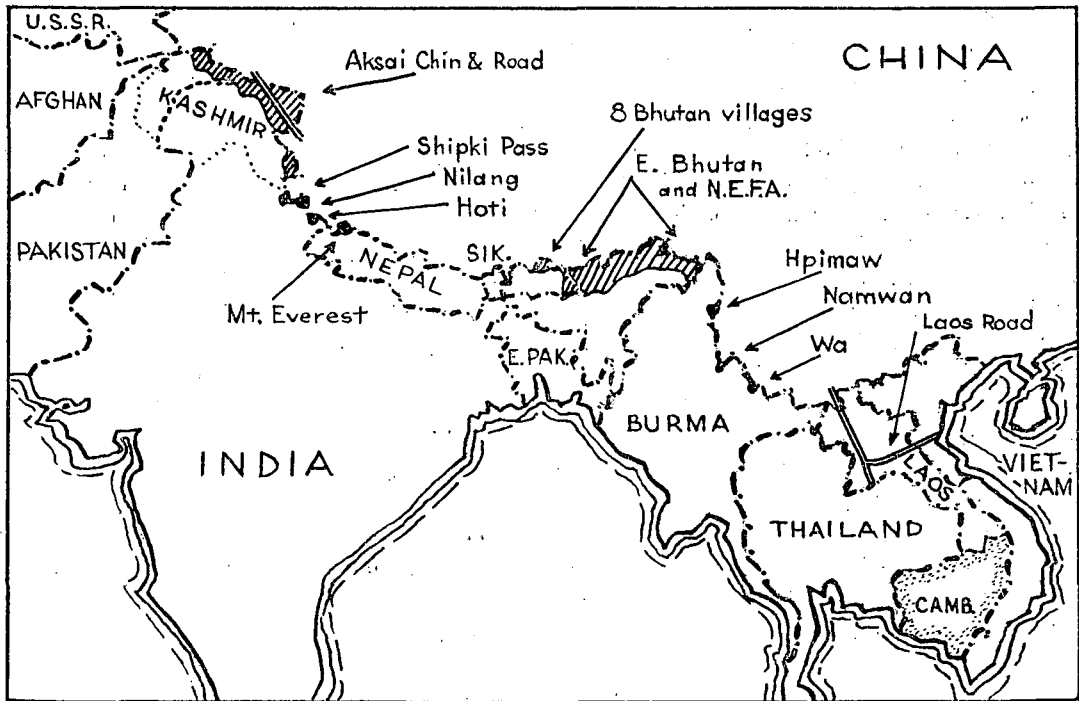 U.S.S.R.
CHINA
Aksai Chin & Road
AFGHAN
KASHMIR
8 Bhutan villages
Shipki Pass
E. Bhutan
and N.E.F.A.
Nilang
Hoti
PAKISTAN
NEPAL
SIK.
Hpimaw
Namwan
Mt. Everest
Laos Road
Wa
E. PAK.
BURMA
INDIA
VIET-
NAM
LAOS
THAILAND
CAMB.